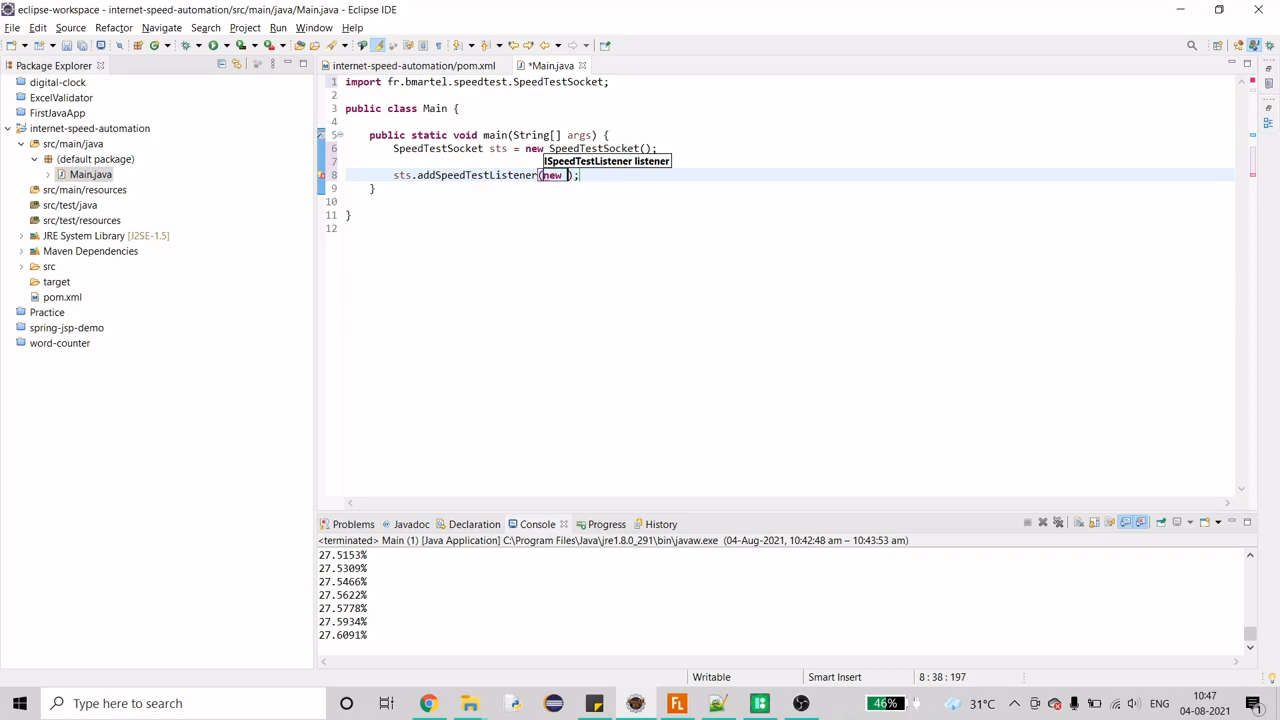 eclipse-workspace - internet-speed-automation/src/main/java/Main.java - Eclipse IDE
File Edit Source Refactor Navigate Search Project Run Window Help
Package Explorer
internet-speed-automation/pom.xml
*Main.java
digital-clock
ExcelValidator
FirstJavaApp
internet-speed-automation
src/main/java
(default package)
Main.java
src/main/resources
src/test/java
src/test/resources
JRE System Library [J2SE-1.5]
Maven Dependencies
src
target
pom.xml
Practice
spring-jsp-demo
word-counter
1 import fr.bmartel.speedtest.SpeedTestSocket;
2
3 public class Main {
4
5 public static void main(String[] args) {
6 SpeedTestSocket sts = new SpeedTestSocket();
7 ISpeedTestListener listener
8 sts.addSpeedTestListener(new );
9 }
10
11 }
12
Problems Javadoc Declaration Console Progress History
<terminated> Main (1) [Java Application] C:\Program Files\Java\jre1.8.0_291\bin\javaw.exe (04-Aug-2021, 10:42:48 am – 10:43:53 am)
27.5153%
27.5309%
27.5466%
27.5622%
27.5778%
27.5934%
27.6091%
Writable Smart Insert 8 : 38 : 197
Type here to search
46%
31°C
ENG
10:47
04-08-2021